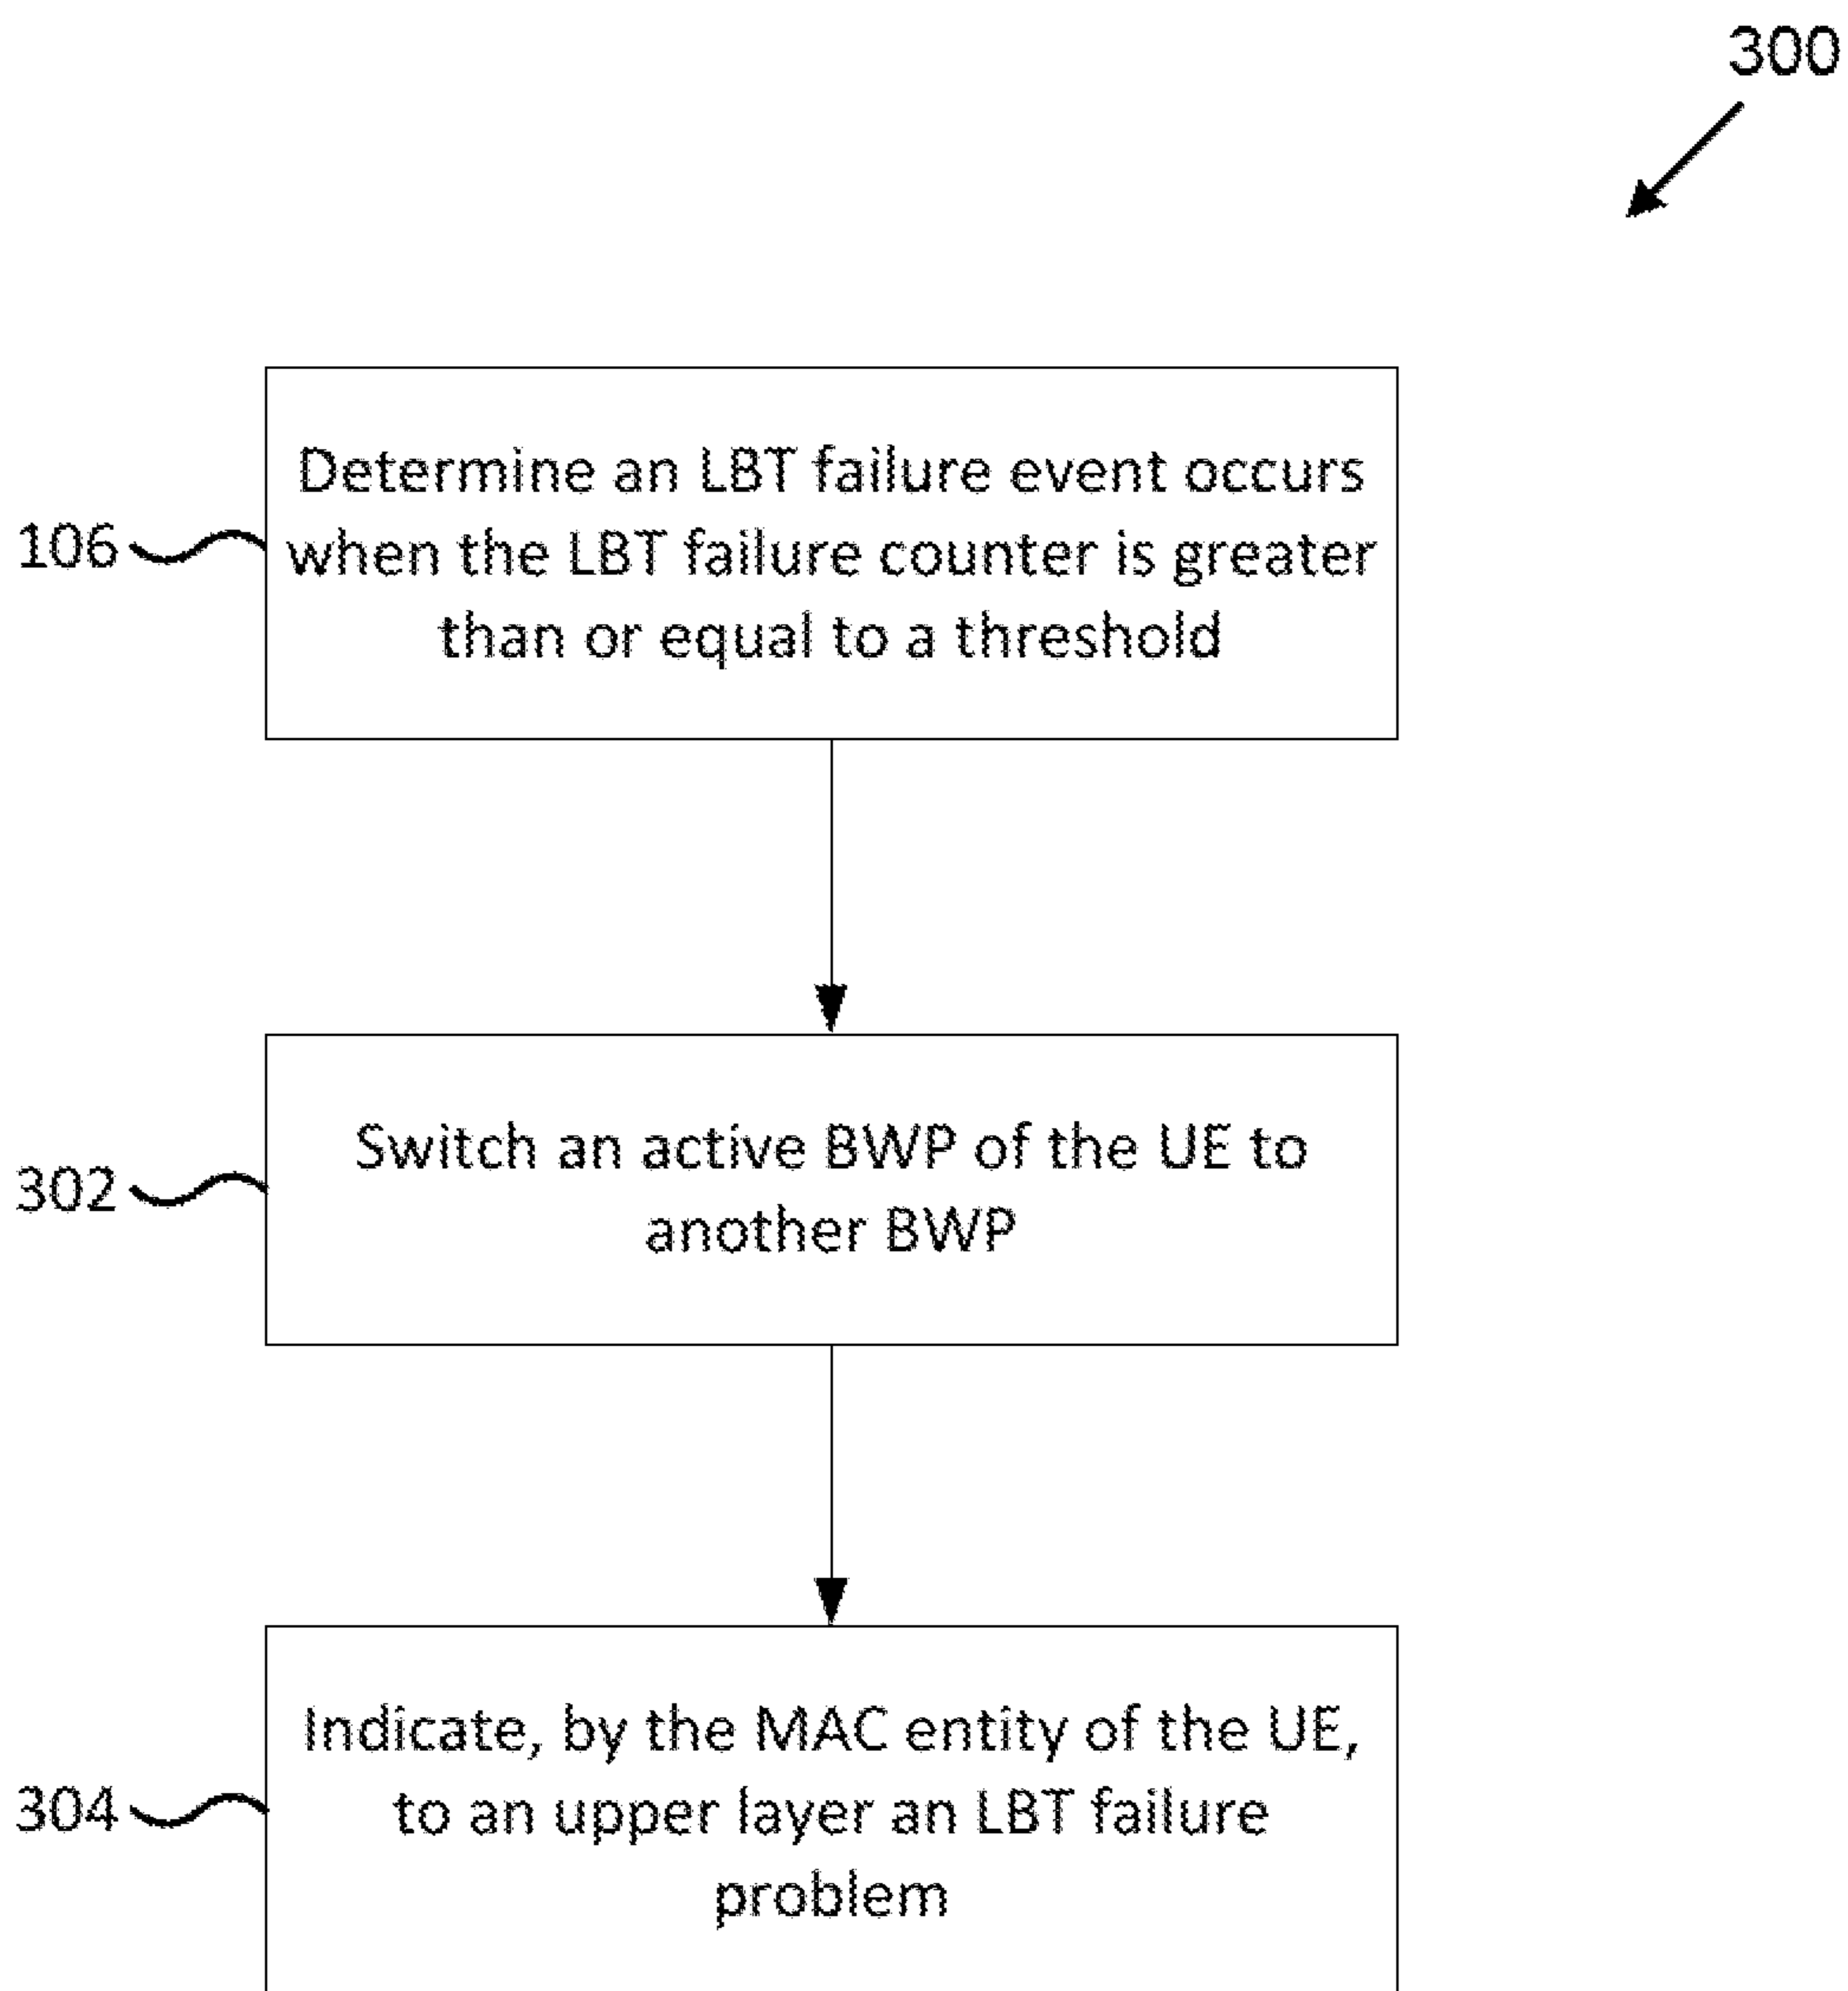 300
Determine an LBT failure event occurs
106
when the LBT failure counter is greater
than or equal to a threshold
Switch an active BWP of the UE to
302
another BWP
Indicate, by the MAC entity of the UE,
304
to an upper layer an LBT failure
problem